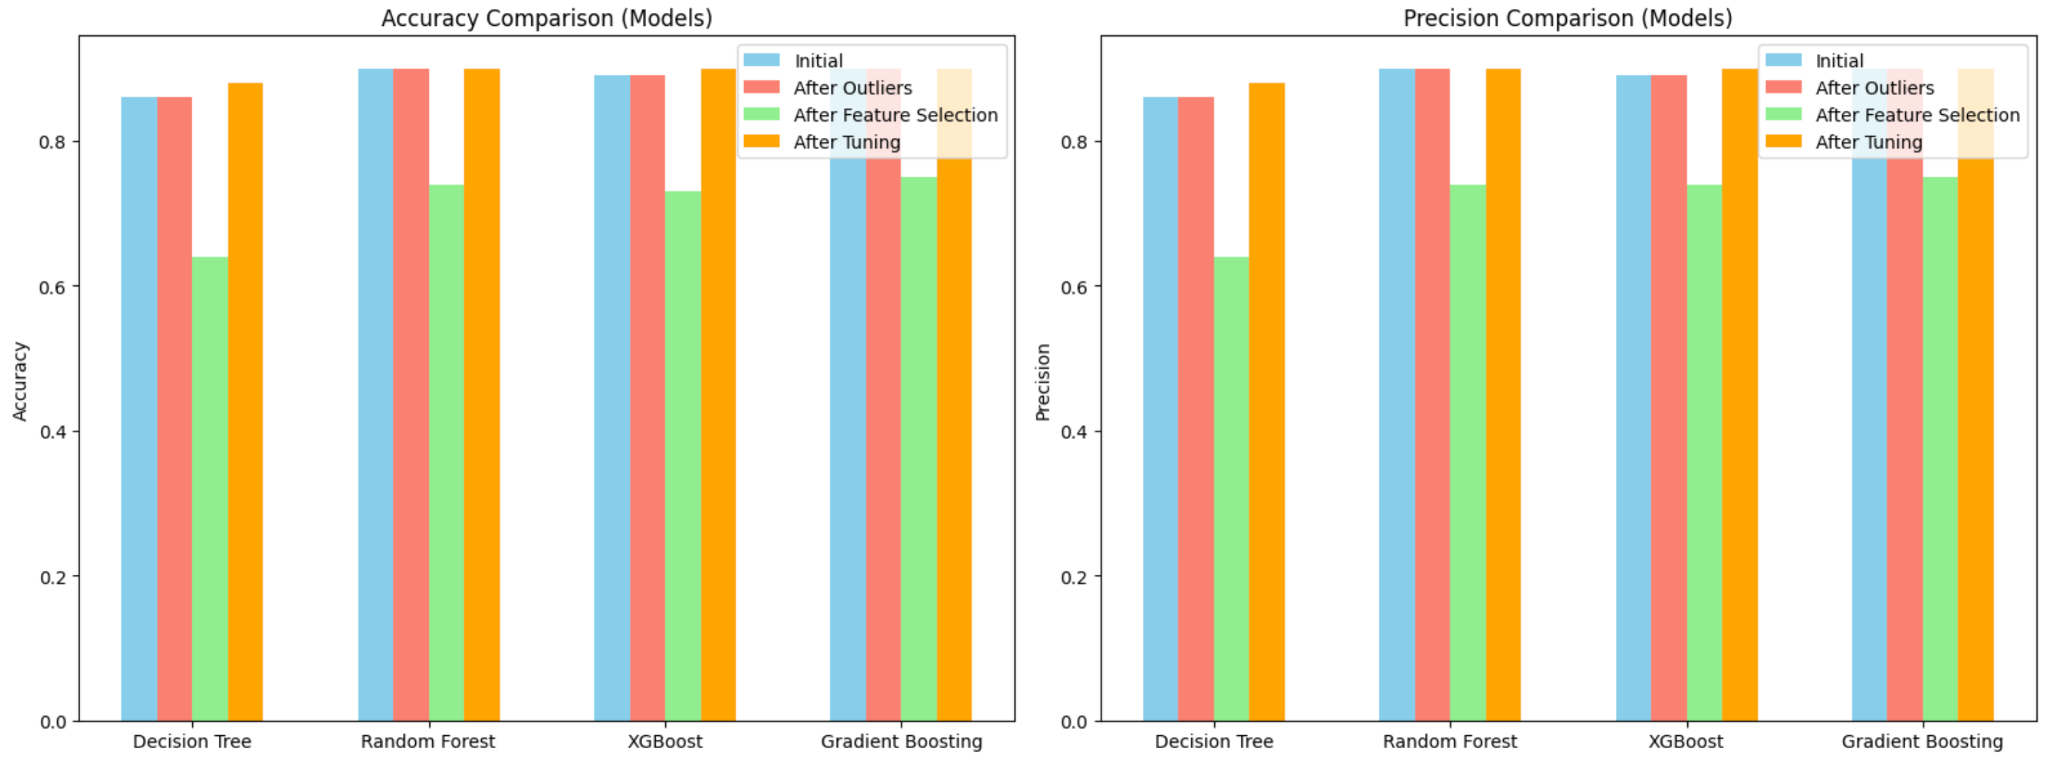 Accuracy Comparison (Models)
Accuracy
0.8
0.6
0.4
0.2
0.0
Initial
After Outliers
After Feature Selection
After Tuning
Decision Tree
Random Forest
XGBoost
Gradient Boosting
Precision Comparison (Models)
Precision
0.8
0.6
0.4
0.2
0.0
Initial
After Outliers
After Feature Selection
After Tuning
Decision Tree
Random Forest
XGBoost
Gradient Boosting